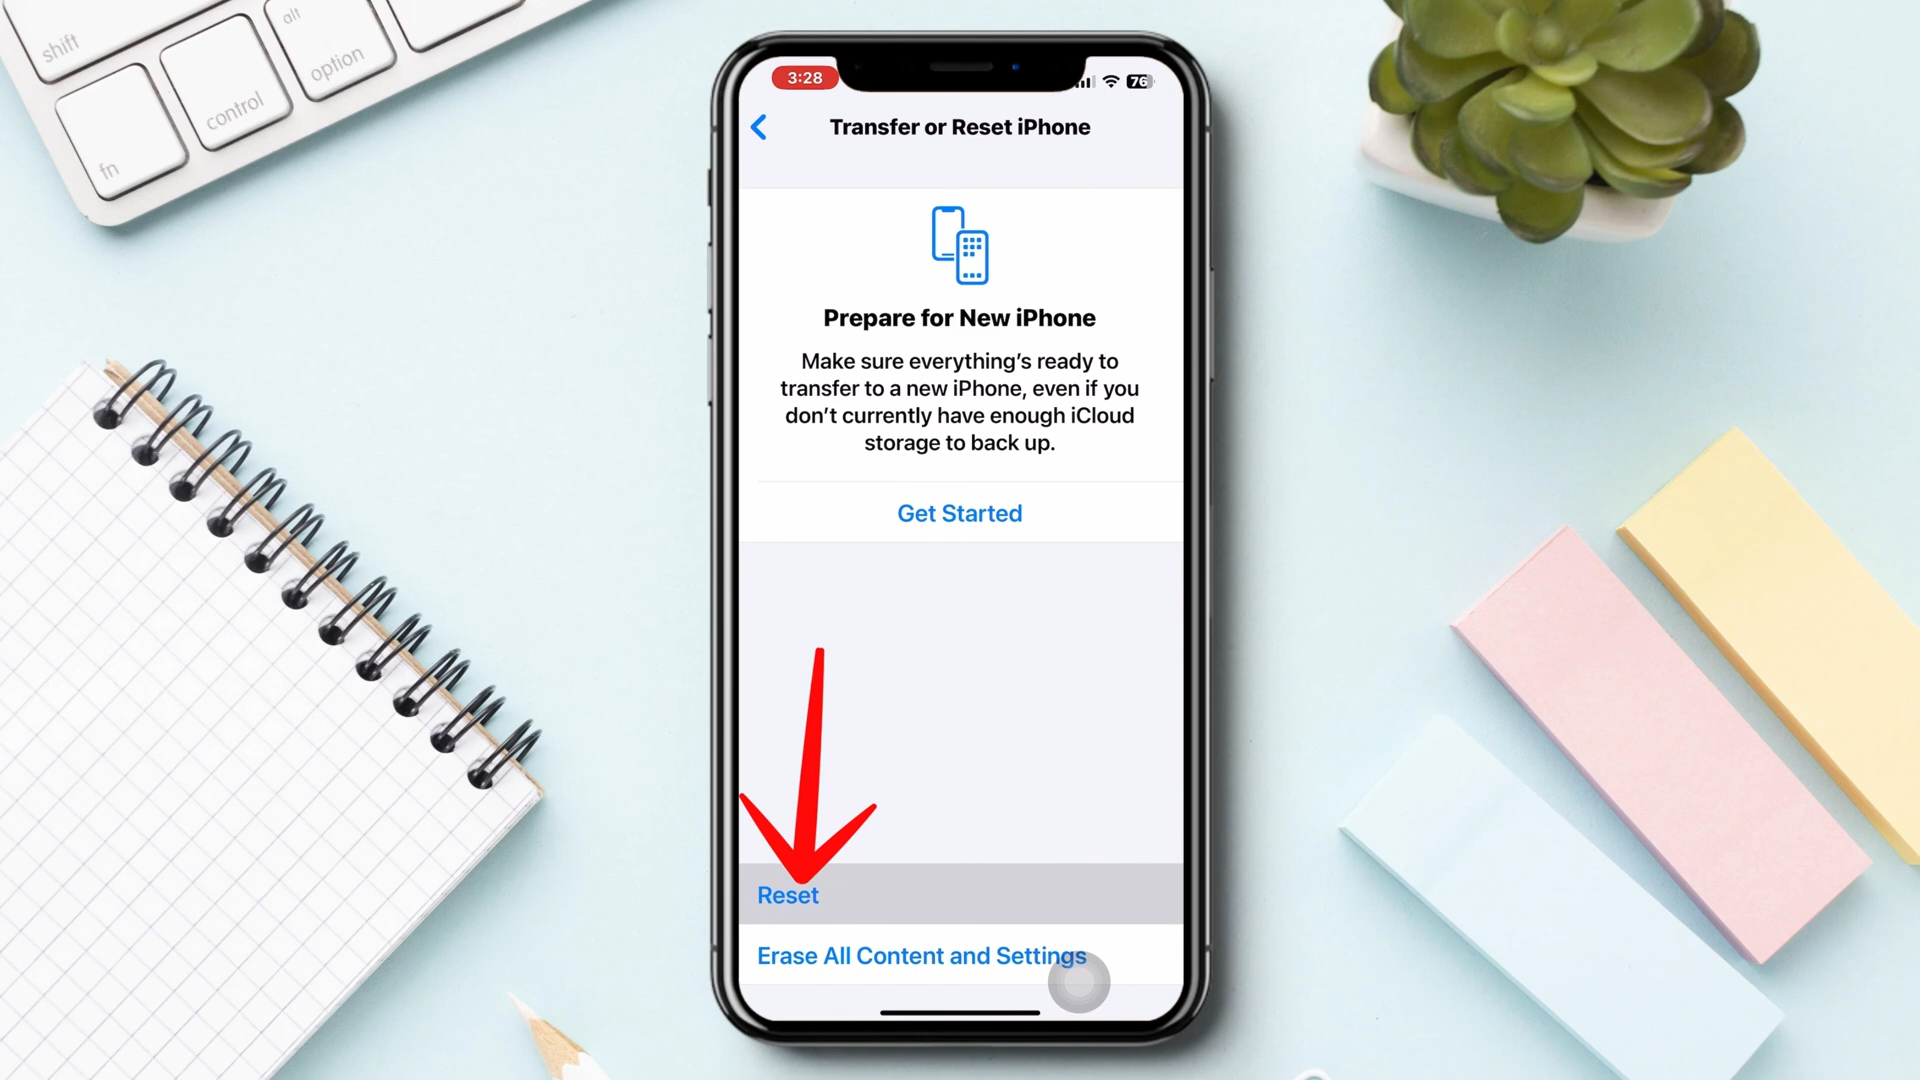 shift
alt
option
control
fn
3:28
76
Transfer or Reset iPhone
Prepare for New iPhone
Make sure everything's ready to
transfer to a new iPhone, even if you
don't currently have enough iCloud
storage to back up.
Get Started
Reset
Erase All Content and Settings